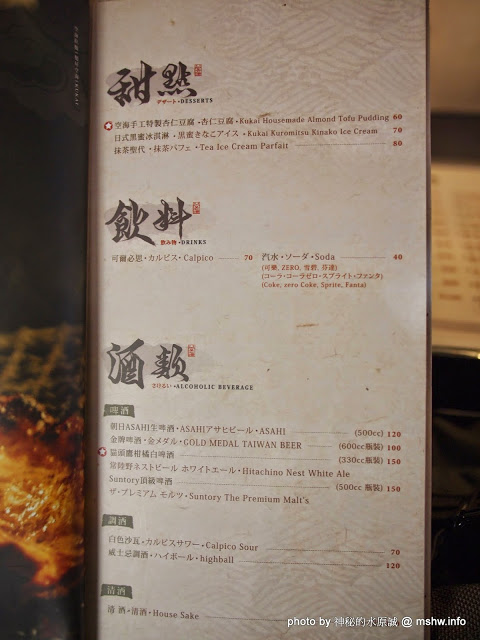 甜點
デザート・DESSERTS
空海手工特製杏仁豆腐・杏仁豆腐・Kukai Housemade Almond Tofu Pudding 60
日式黑蜜冰淇淋・黒蜜きなこアイス・Kukai Kuromitsu Kinako Ice Cream 70
抹茶聖代・抹茶パフェ・Tea Ice Cream Parfait 80
飲料
飲み物・DRINKS
可爾必思・カルピス・Calpico 70
汽水・ソーダ・Soda 40
(可樂, ZERO, 雪碧, 芬達)
(コーラ・コーラゼロ・スプライト・ファンタ)
(Coke, zero Coke, Sprite, Fanta)
酒類
さけるい・ALCOHOLIC BEVERAGE
啤酒
朝日ASAHI生啤酒・ASAHIアサヒビール・ASAHI (500cc) 120
金牌啤酒・金メダル・GOLD MEDAL TAIWAN BEER (600cc瓶裝) 100
貓頭鷹柑橘白啤酒 (330cc瓶裝) 150
常陸野ネストビール ホワイトエール・Hitachino Nest White Ale
Suntory頂級啤酒 (500cc 瓶裝) 150
ザ・プレミアム モルツ・Suntory The Premium Malt's
調酒
白色沙瓦・カルピスサワー・Calpico Sour 70
威士忌調酒・ハイボール・highball 120
清酒
清酒・清酒・House Sake
photo by 神秘的水原誠 @ mshw.info